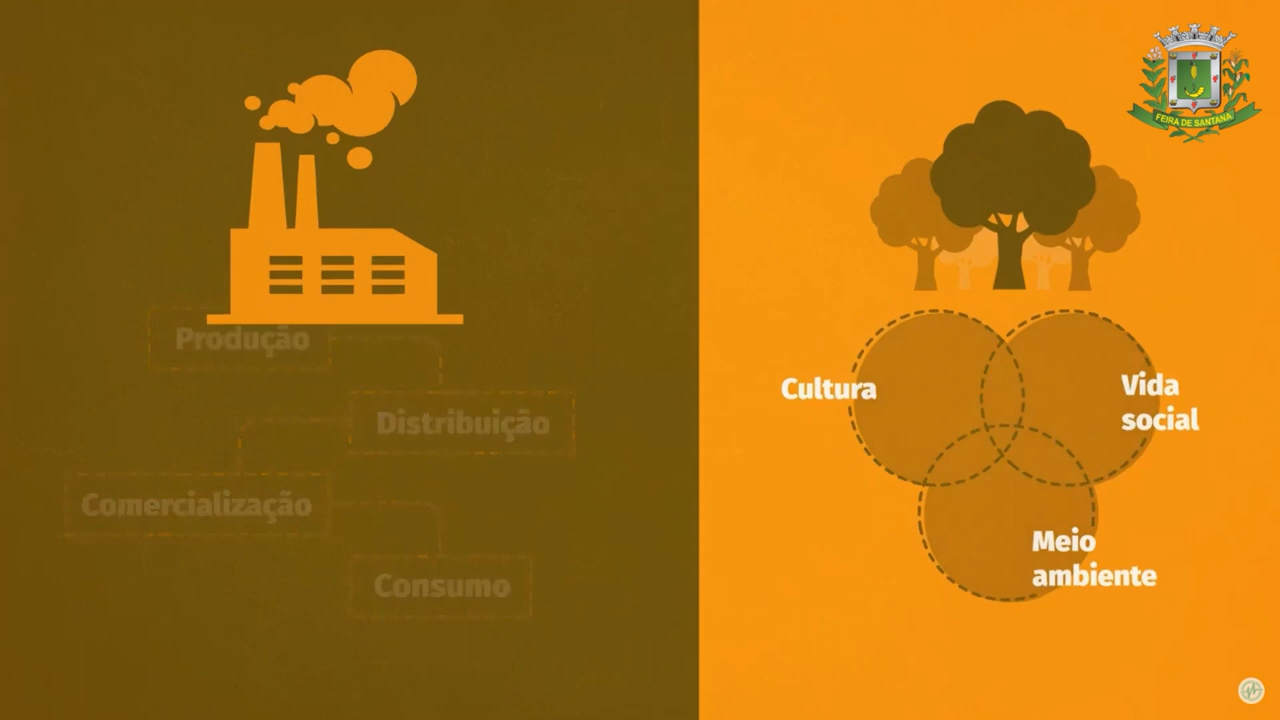 Produção
Distribuição
Comercialização
Consumo
FEIRA DE SANTANA
Cultura
Vida
social
Meio
ambiente